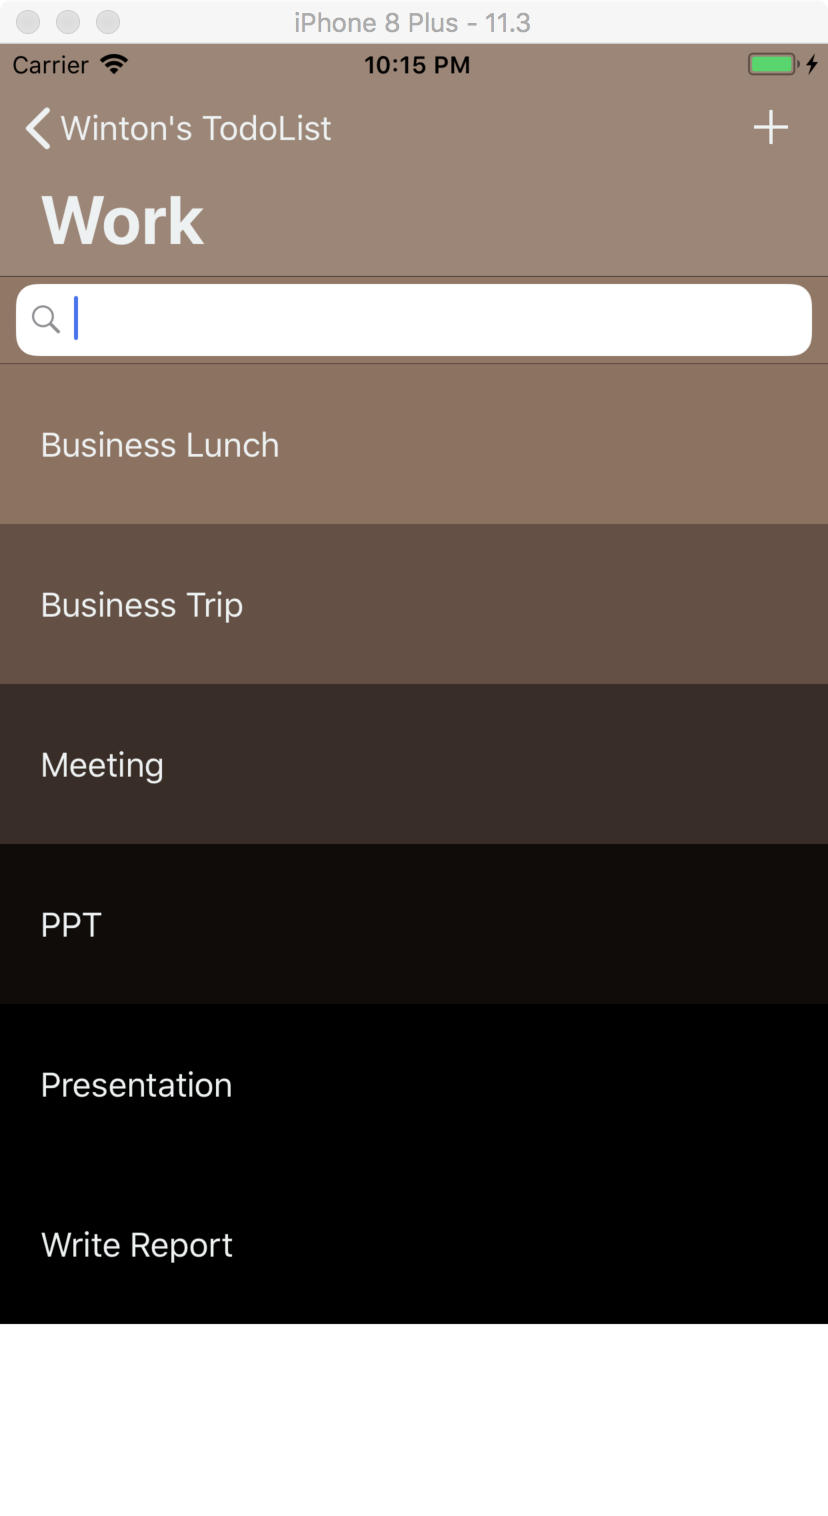 iPhone 8 Plus - 11.3
Carrier 10:15 PM
Winton's TodoList
Work
Business Lunch
Business Trip
Meeting
PPT
Presentation
Write Report